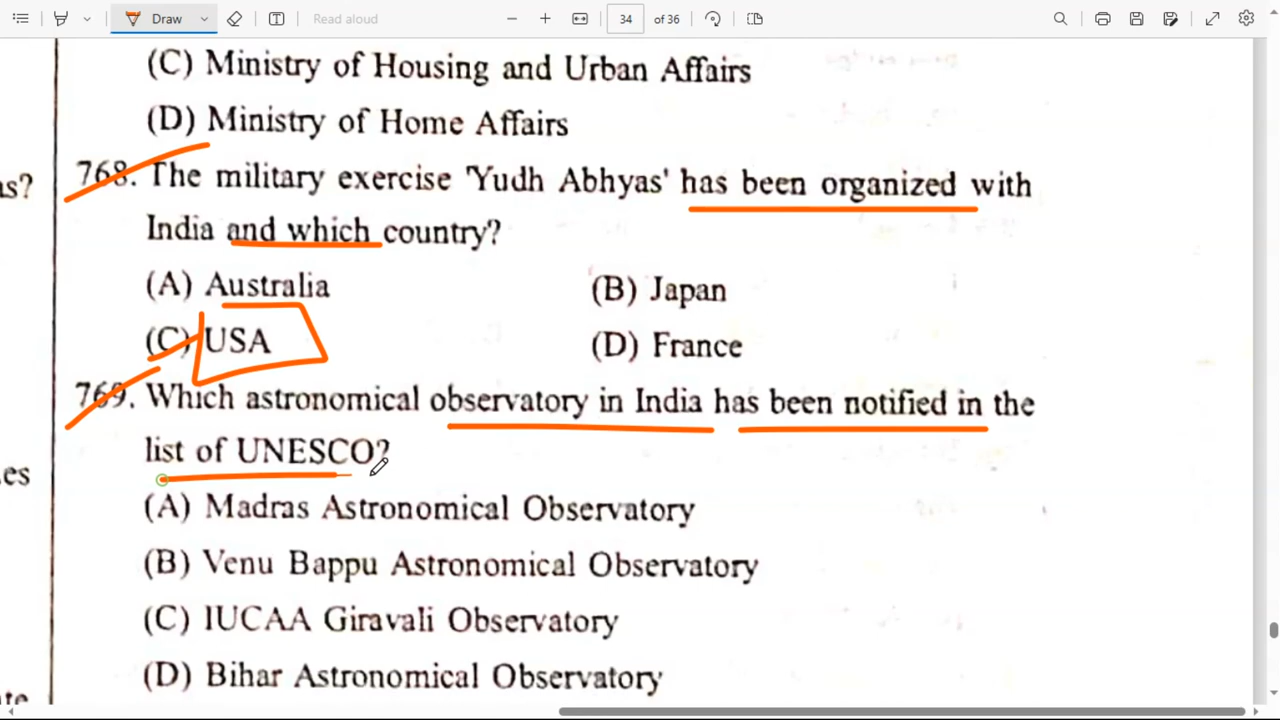 Draw
Read aloud
34
of 36
(C) Ministry of Housing and Urban Affairs
(D) Ministry of Home Affairs
768. The military exercise 'Yudh Abhyas' has been organized with
as?
India and which country?
(A) Australia
(B) Japan
(C) USA
(D) France
769. Which astronomical observatory in India has been notified in the
list of UNESCO?
es
(A) Madras Astronomical Observatory
(B) Venu Bappu Astronomical Observatory
(C) IUCAA Giravali Observatory
(D) Bihar Astronomical Observatory